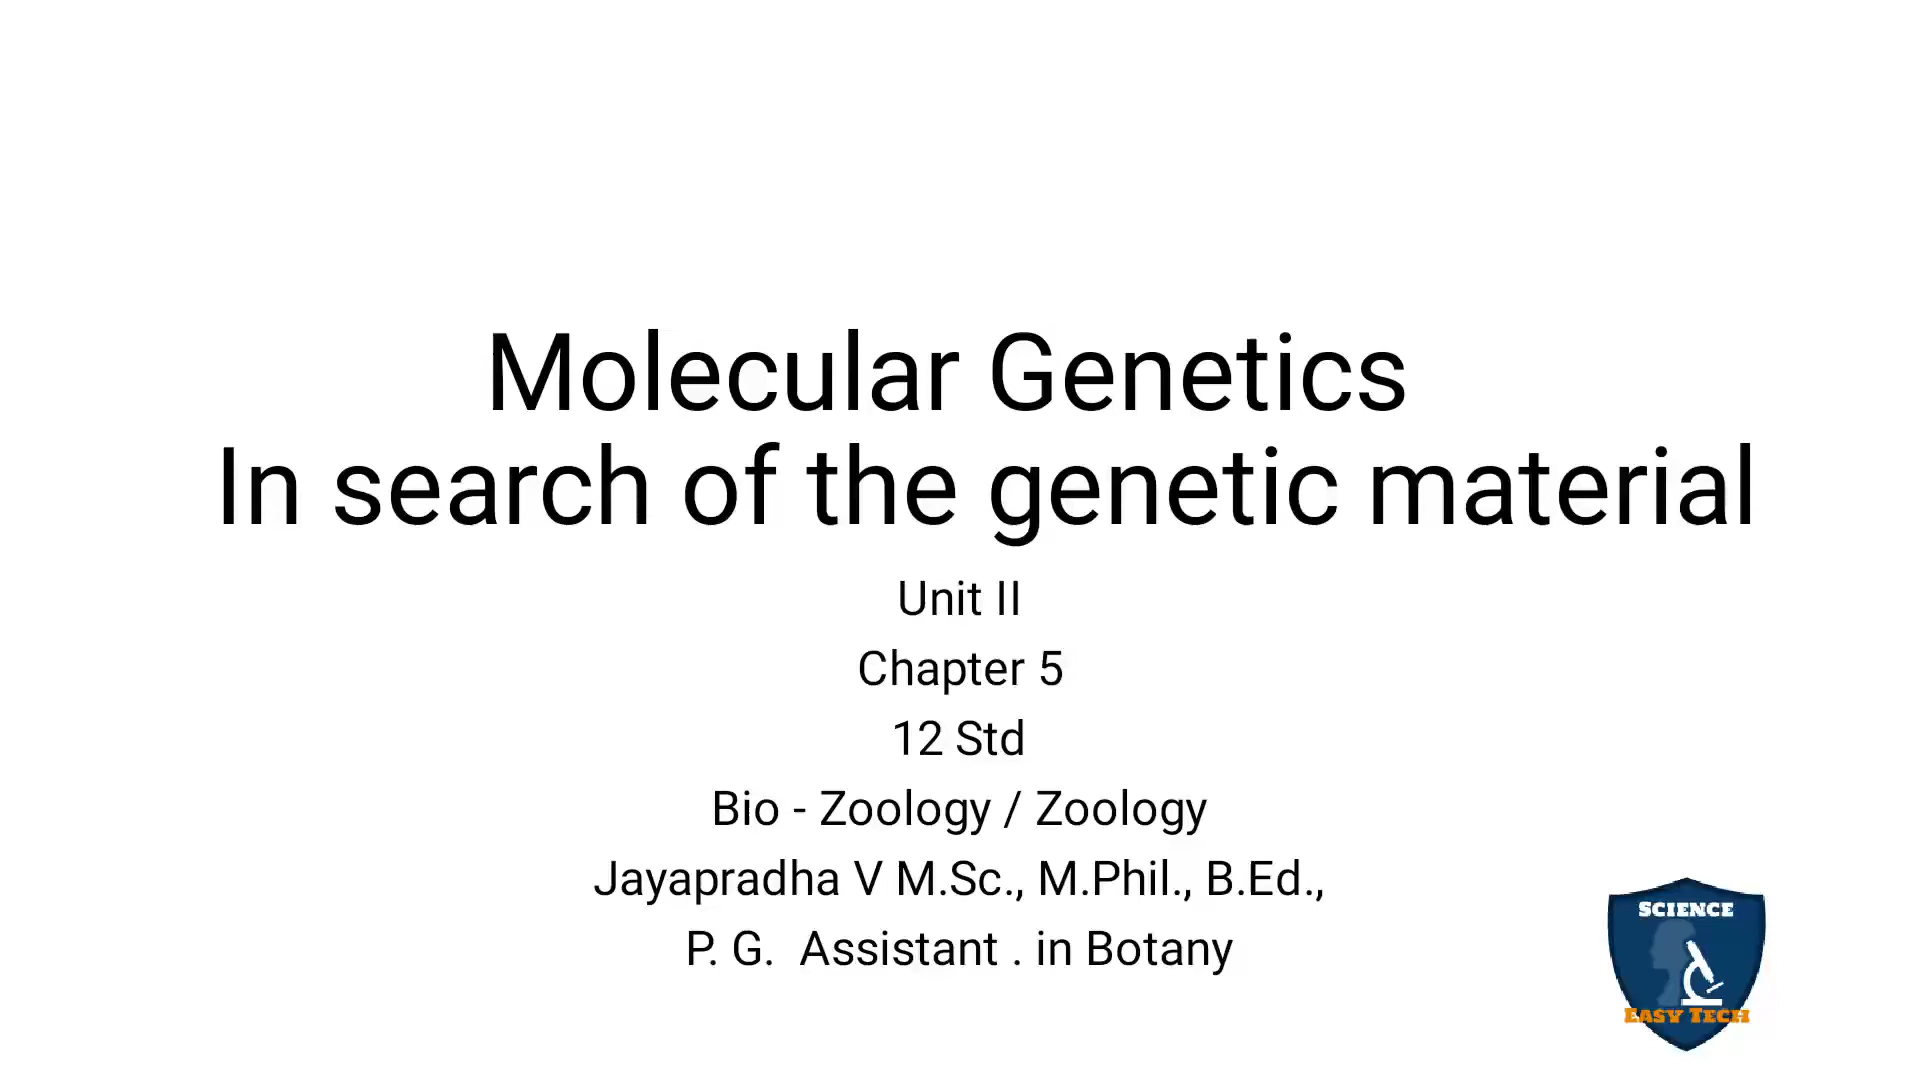 Molecular Genetics
In search of the genetic material
Unit II
Chapter 5
12 Std
Bio - Zoology / Zoology
Jayapradha V M.Sc., M.Phil., B.Ed.,
P. G.  Assistant . in Botany
SCIENCE
EASY TECH